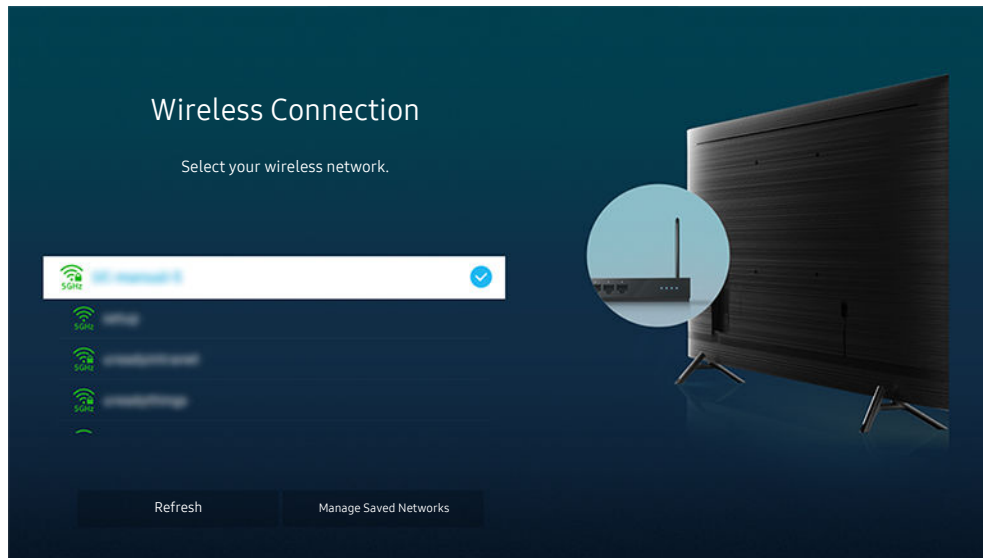 Wireless Connection
Select your wireless network.
5GHz
5GHz
5GHz
5GHz
Refresh
Manage Saved Networks